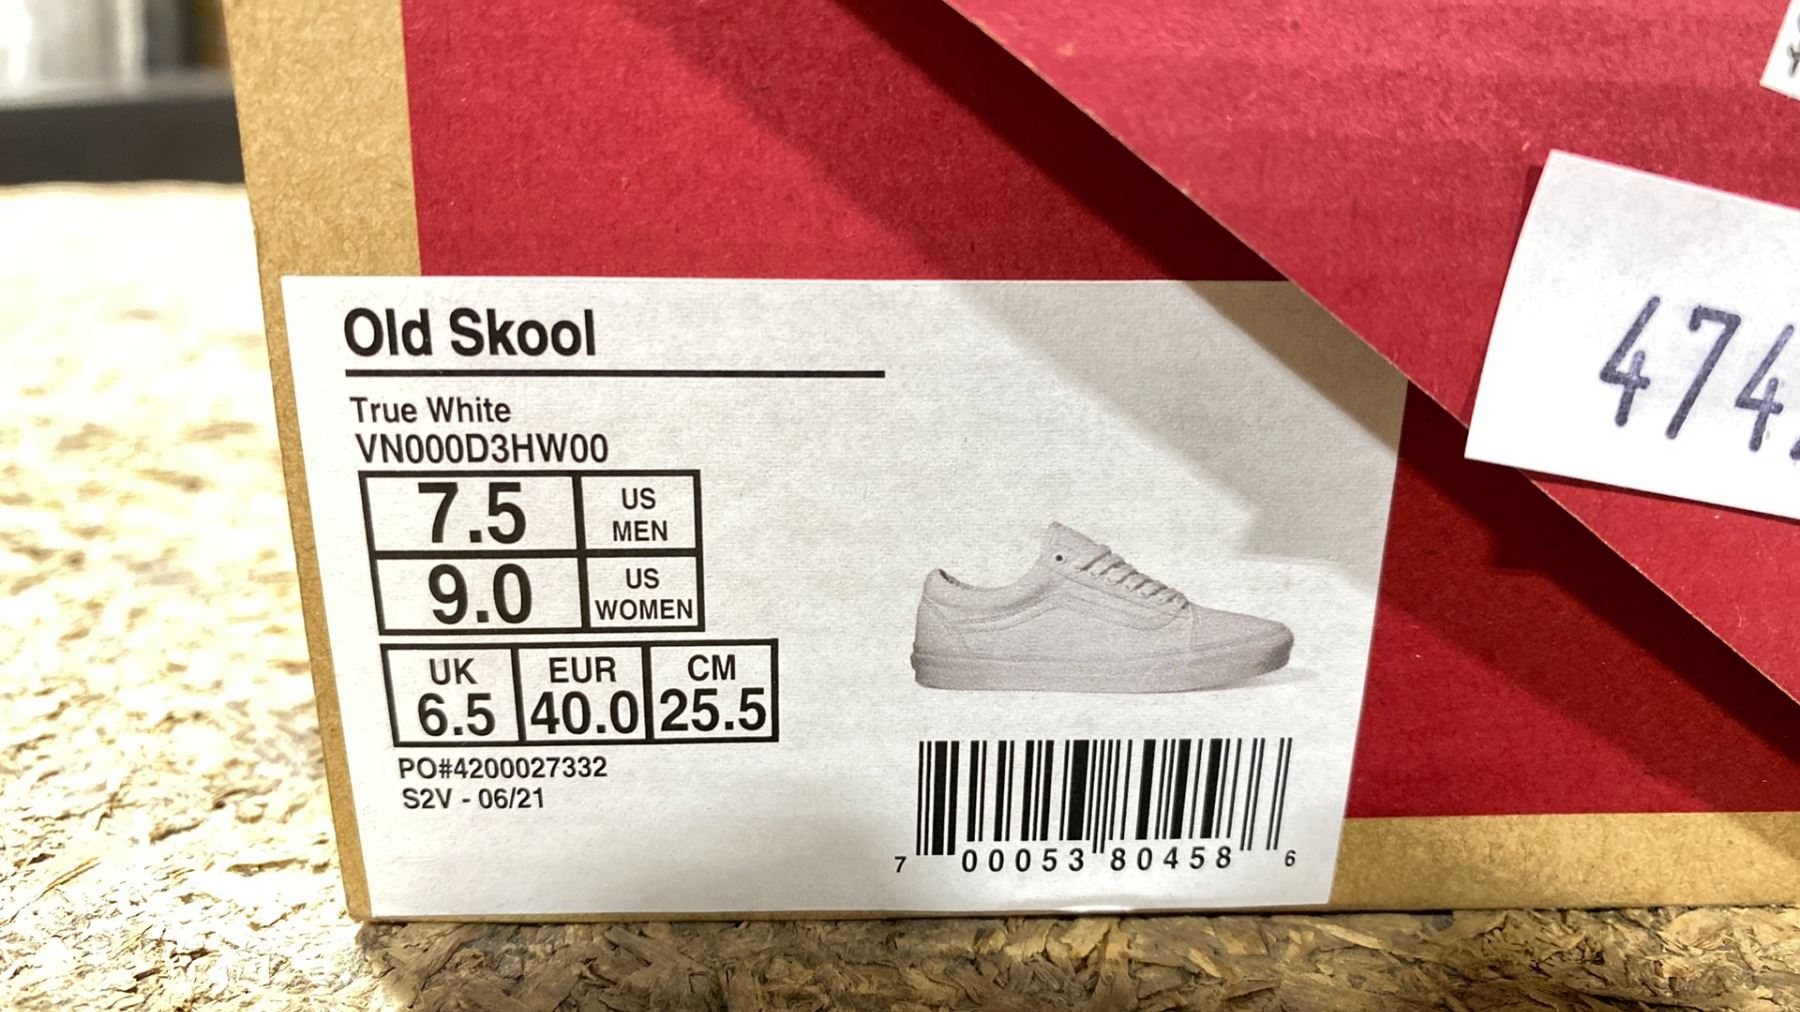 Old Skool
True White
VN000D3HW00
7.5 US MEN
9.0 US WOMEN
UK EUR CM
6.5 40.0 25.5
PO#4200027332
S2V - 06/21
7 00053 80458 6
474